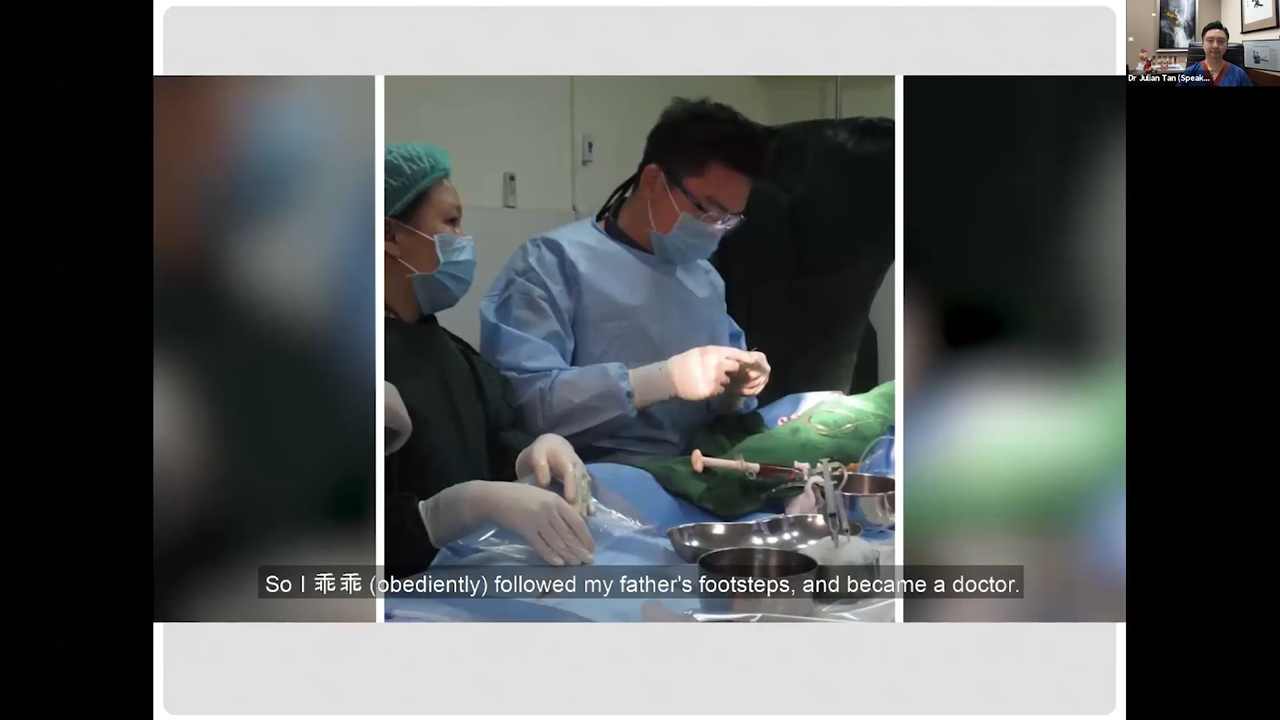 Dr Julian Tan (Speak...
So I 乖乖 (obediently) followed my father's footsteps, and became a doctor.